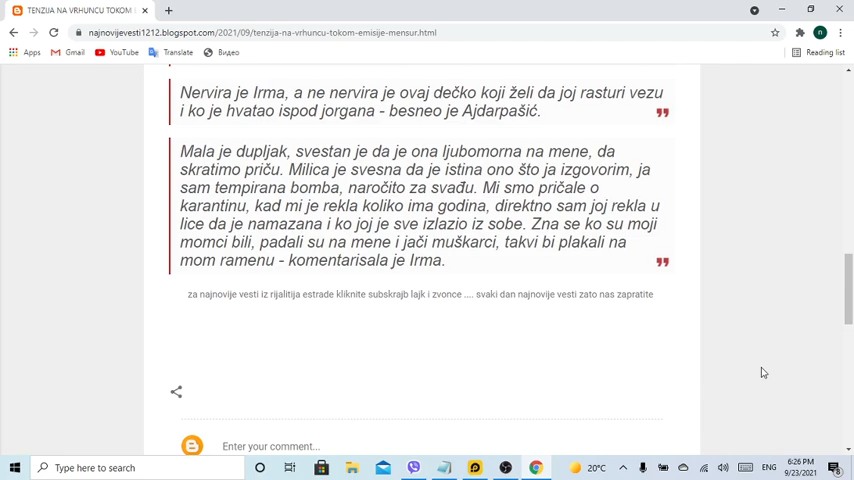 TENZIJA NA VRHUNCU TOKOM E
najnovijevesti1212.blogspot.com/2021/09/tenzija-na-vrhuncu-tokom-emisije-mensur.html
Apps Gmail YouTube Translate Видео Reading list
Nervira je Irma, a ne nervira je ovaj dečko koji želi da joj rasturi vezu
i ko je hvatao ispod jorgana - besneo je Ajdarpašić.
Mala je dupljak, svestan je da je ona ljubomorna na mene, da
skratimo priču. Milica je svesna da je istina ono što ja izgovorim, ja
sam tempirana bomba, naročito za svađu. Mi smo pričale o
karantinu, kad mi je rekla koliko ima godina, direktno sam joj rekla u
lice da je namazana i ko joj je sve izlazio iz sobe. Zna se ko su moji
momci bili, padali su na mene i jači muškarci, takvi bi plakali na
mom ramenu - komentarisala je Irma.
za najnovije vesti iz rijalitija estrade kliknite subskrajb lajk i zvonce .... svaki dan najnovije vesti zato nas zapratite
Enter your comment...
Type here to search
20°C
ENG
6:26 PM
9/23/2021
8